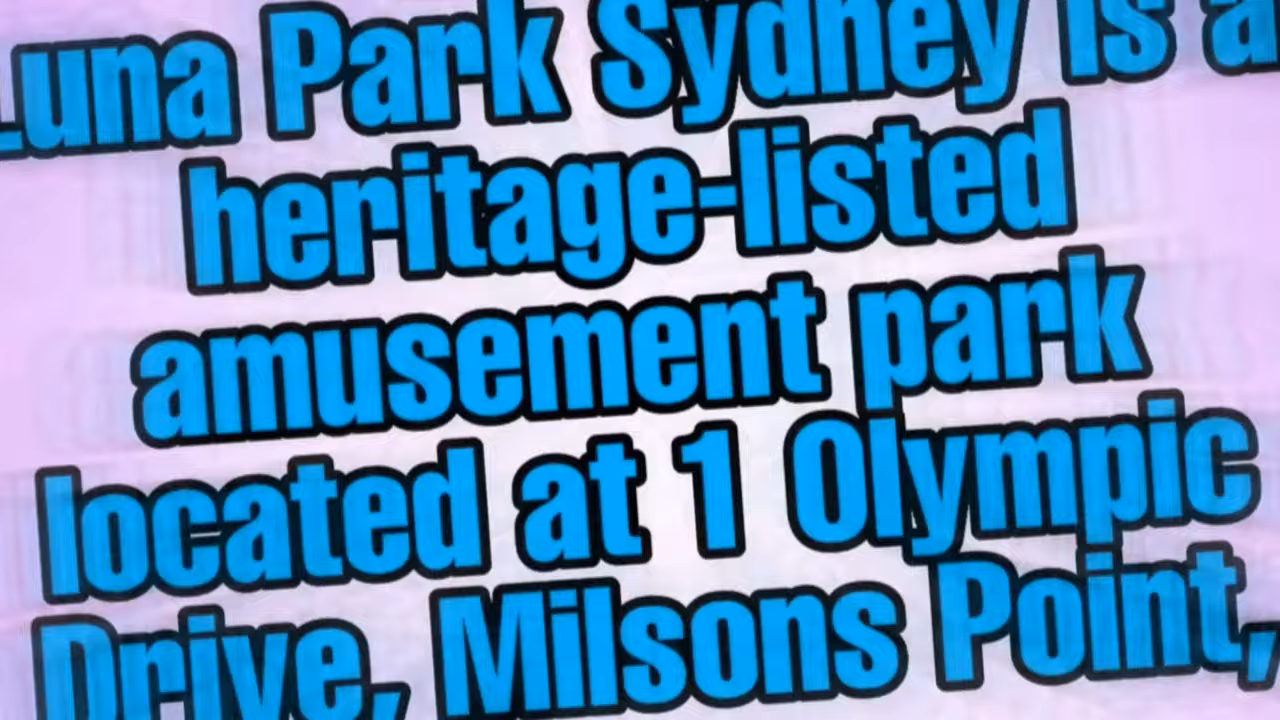 Luna Park Sydney is a
heritage-listed
amusement park
located at 1 Olympic
Drive, Milsons Point,